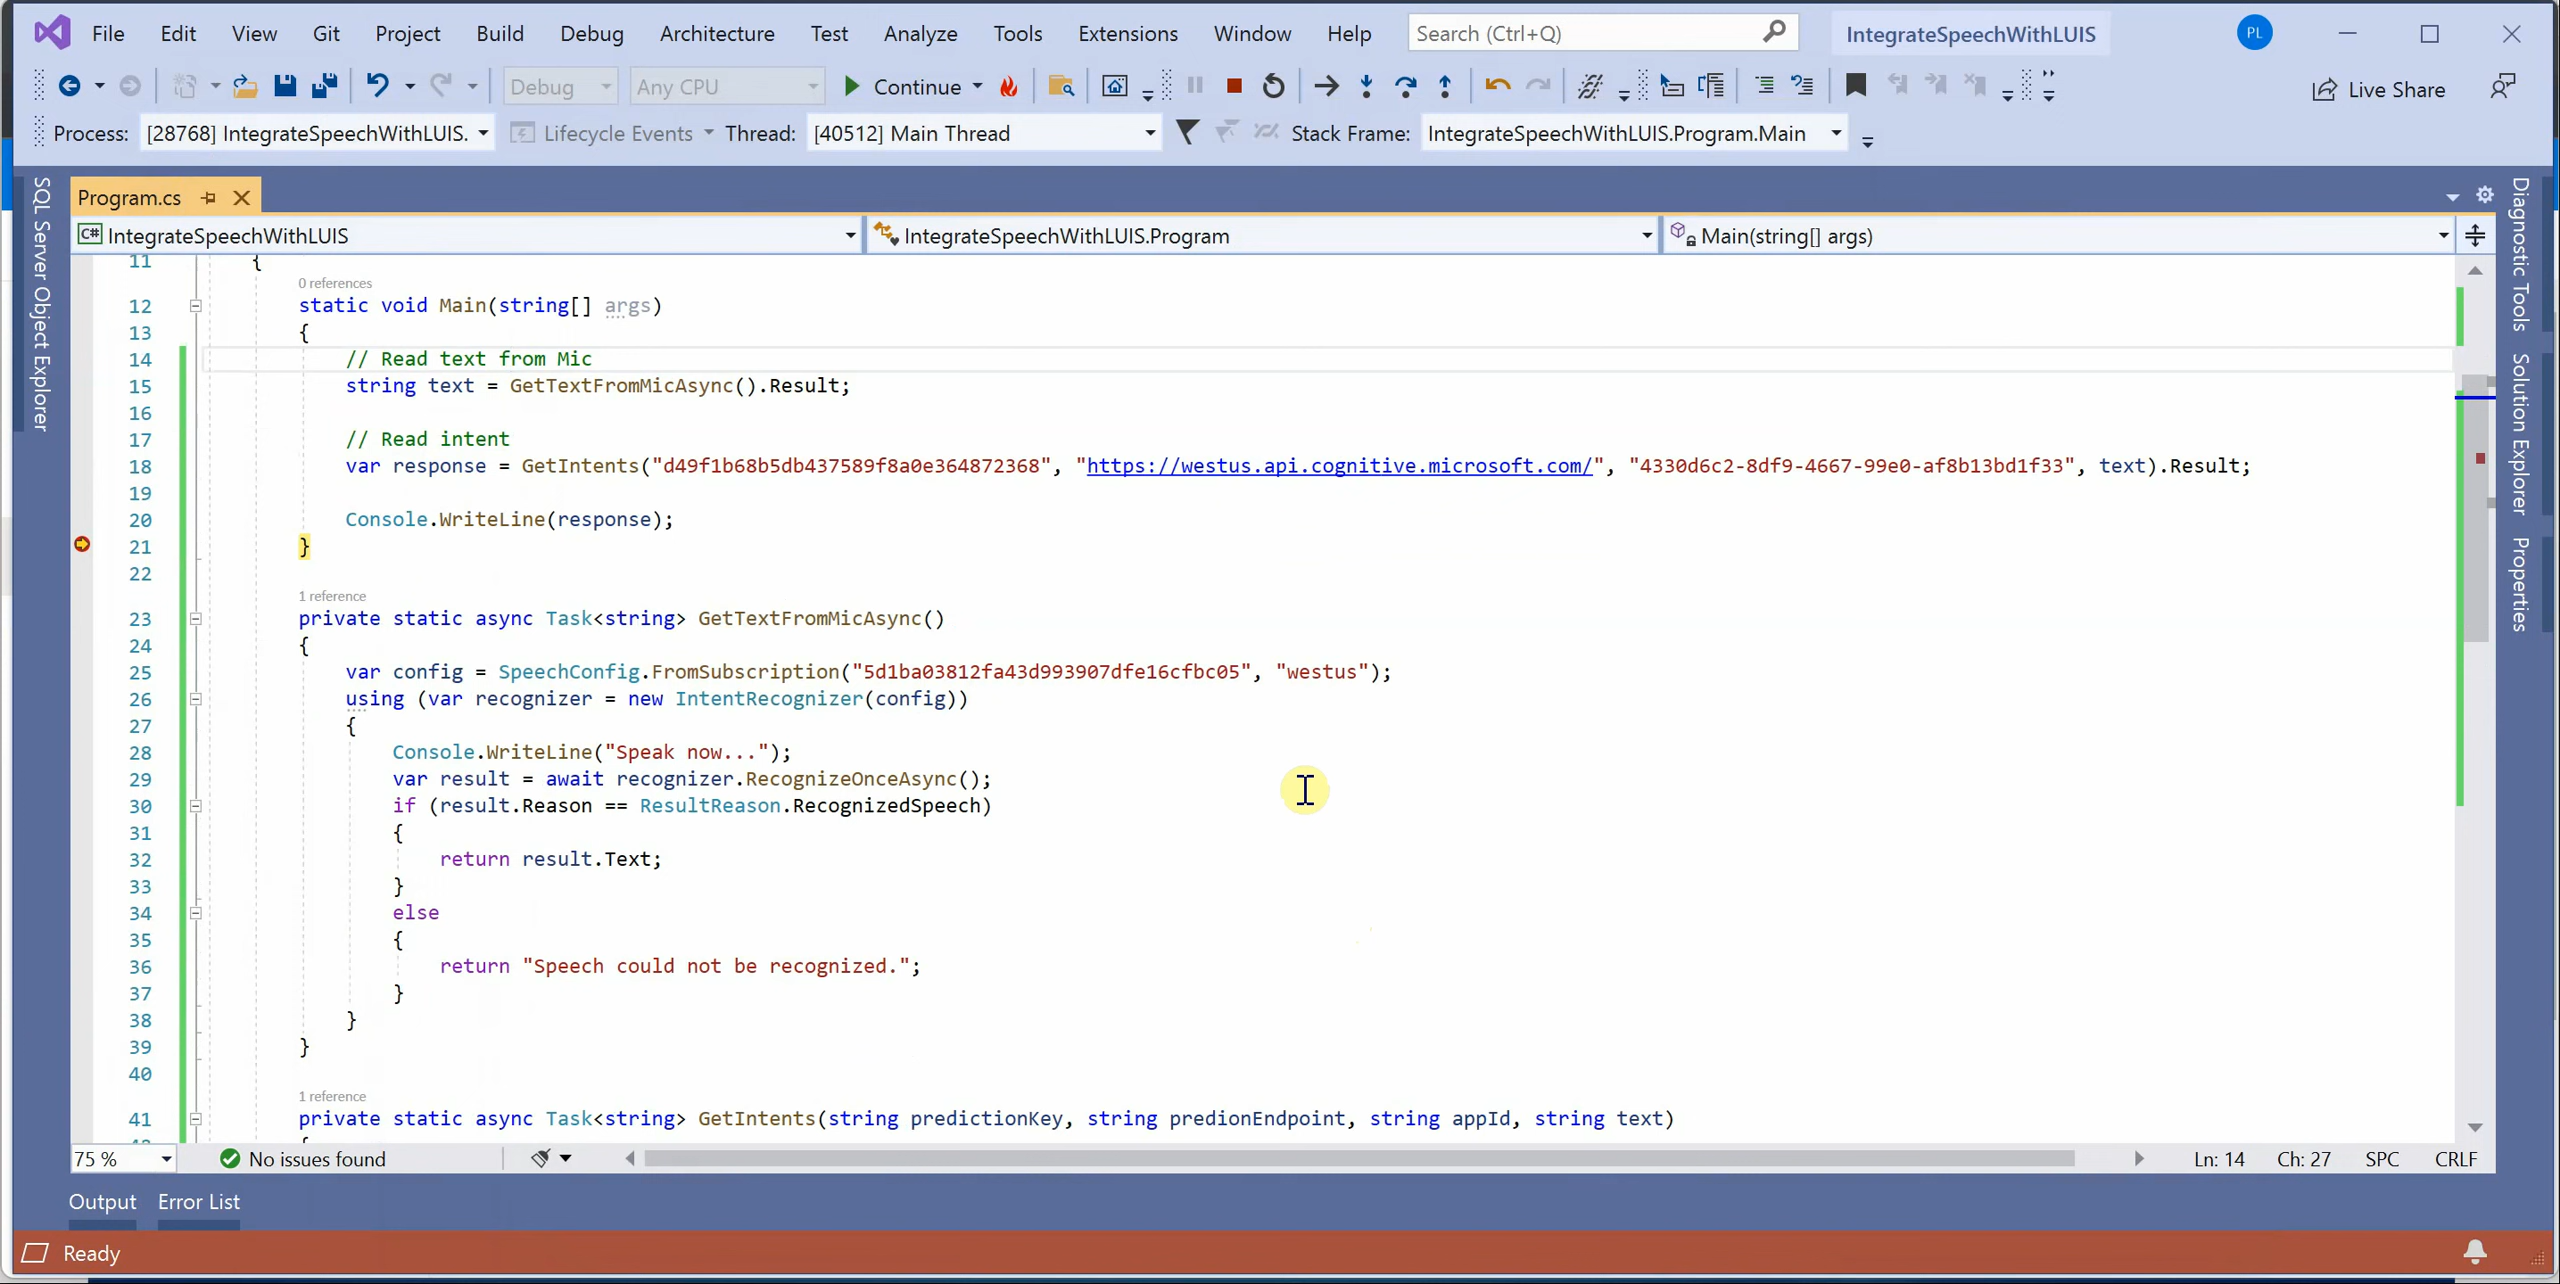 File Edit View Git Project Build Debug Architecture Test Analyze Tools Extensions Window Help Search (Ctrl+Q) IntegrateSpeechWithLUIS PL
Debug Any CPU Continue Live Share
Process: [28768] IntegrateSpeechWithLUIS. Lifecycle Events Thread: [40512] Main Thread Stack Frame: IntegrateSpeechWithLUIS.Program.Main
SQL Server Object Explorer
Program.cs
C# IntegrateSpeechWithLUIS IntegrateSpeechWithLUIS.Program Main(string[] args)
11 {
0 references
12 static void Main(string[] args)
13 {
14 // Read text from Mic
15 string text = GetTextFromMicAsync().Result;
16
17 // Read intent
18 var response = GetIntents("d49f1b68b5db437589f8a0e364872368", "https://westus.api.cognitive.microsoft.com/", "4330d6c2-8df9-4667-99e0-af8b13bd1f33", text).Result;
19
20 Console.WriteLine(response);
21 }
22
1 reference
23 private static async Task<string> GetTextFromMicAsync()
24 {
25 var config = SpeechConfig.FromSubscription("5d1ba03812fa43d993907dfe16cfbc05", "westus");
26 using (var recognizer = new IntentRecognizer(config))
27 {
28 Console.WriteLine("Speak now...");
29 var result = await recognizer.RecognizeOnceAsync();
30 if (result.Reason == ResultReason.RecognizedSpeech)
31 {
32 return result.Text;
33 }
34 else
35 {
36 return "Speech could not be recognized.";
37 }
38 }
39 }
40
1 reference
41 private static async Task<string> GetIntents(string predictionKey, string predionEndpoint, string appId, string text)
{
75 % No issues found Ln: 14 Ch: 27 SPC CRLF
Diagnostic Tools
Solution Explorer
Properties
Output Error List
Ready